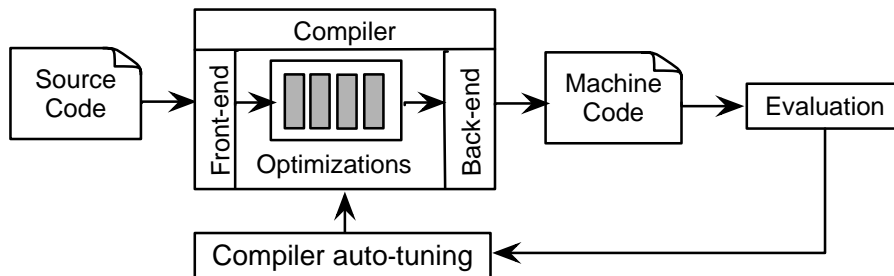 Compiler
Source
Code
Front-end
Optimizations
Back-end
Machine
Code
Evaluation
Compiler auto-tuning